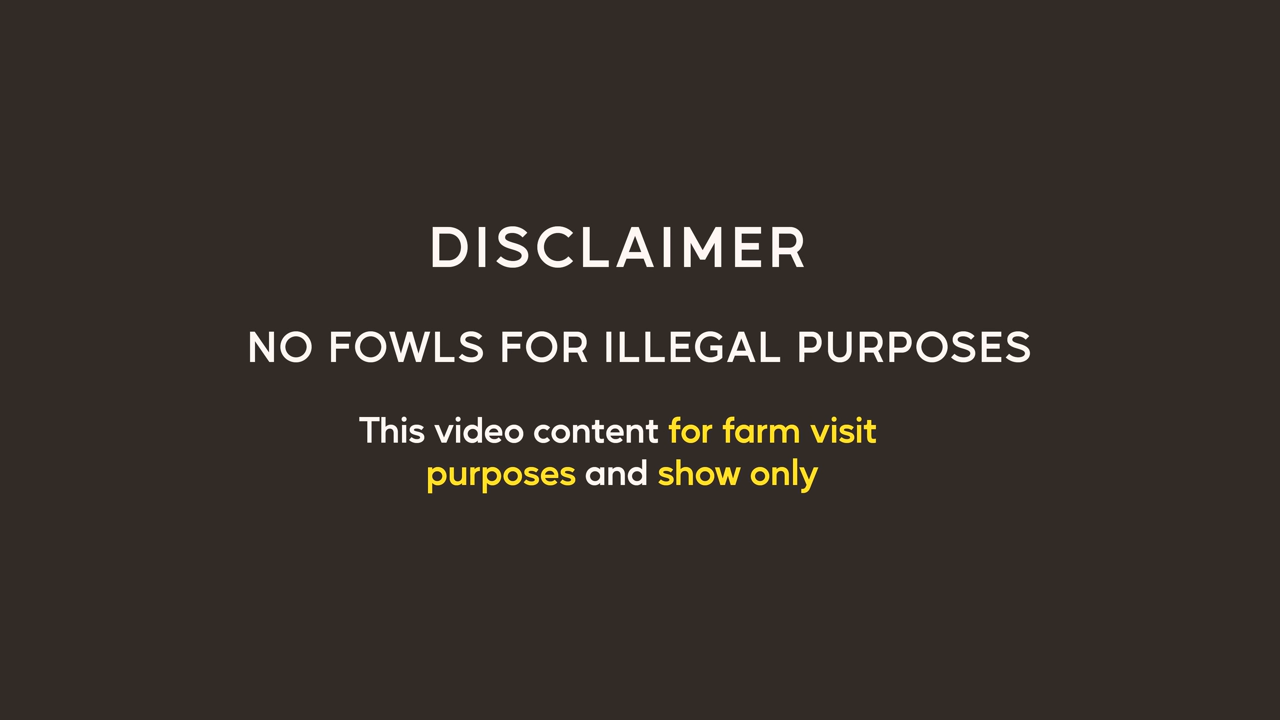 DISCLAIMER
NO FOWLS FOR ILLEGAL PURPOSES
This video content for farm visit
purposes and show only